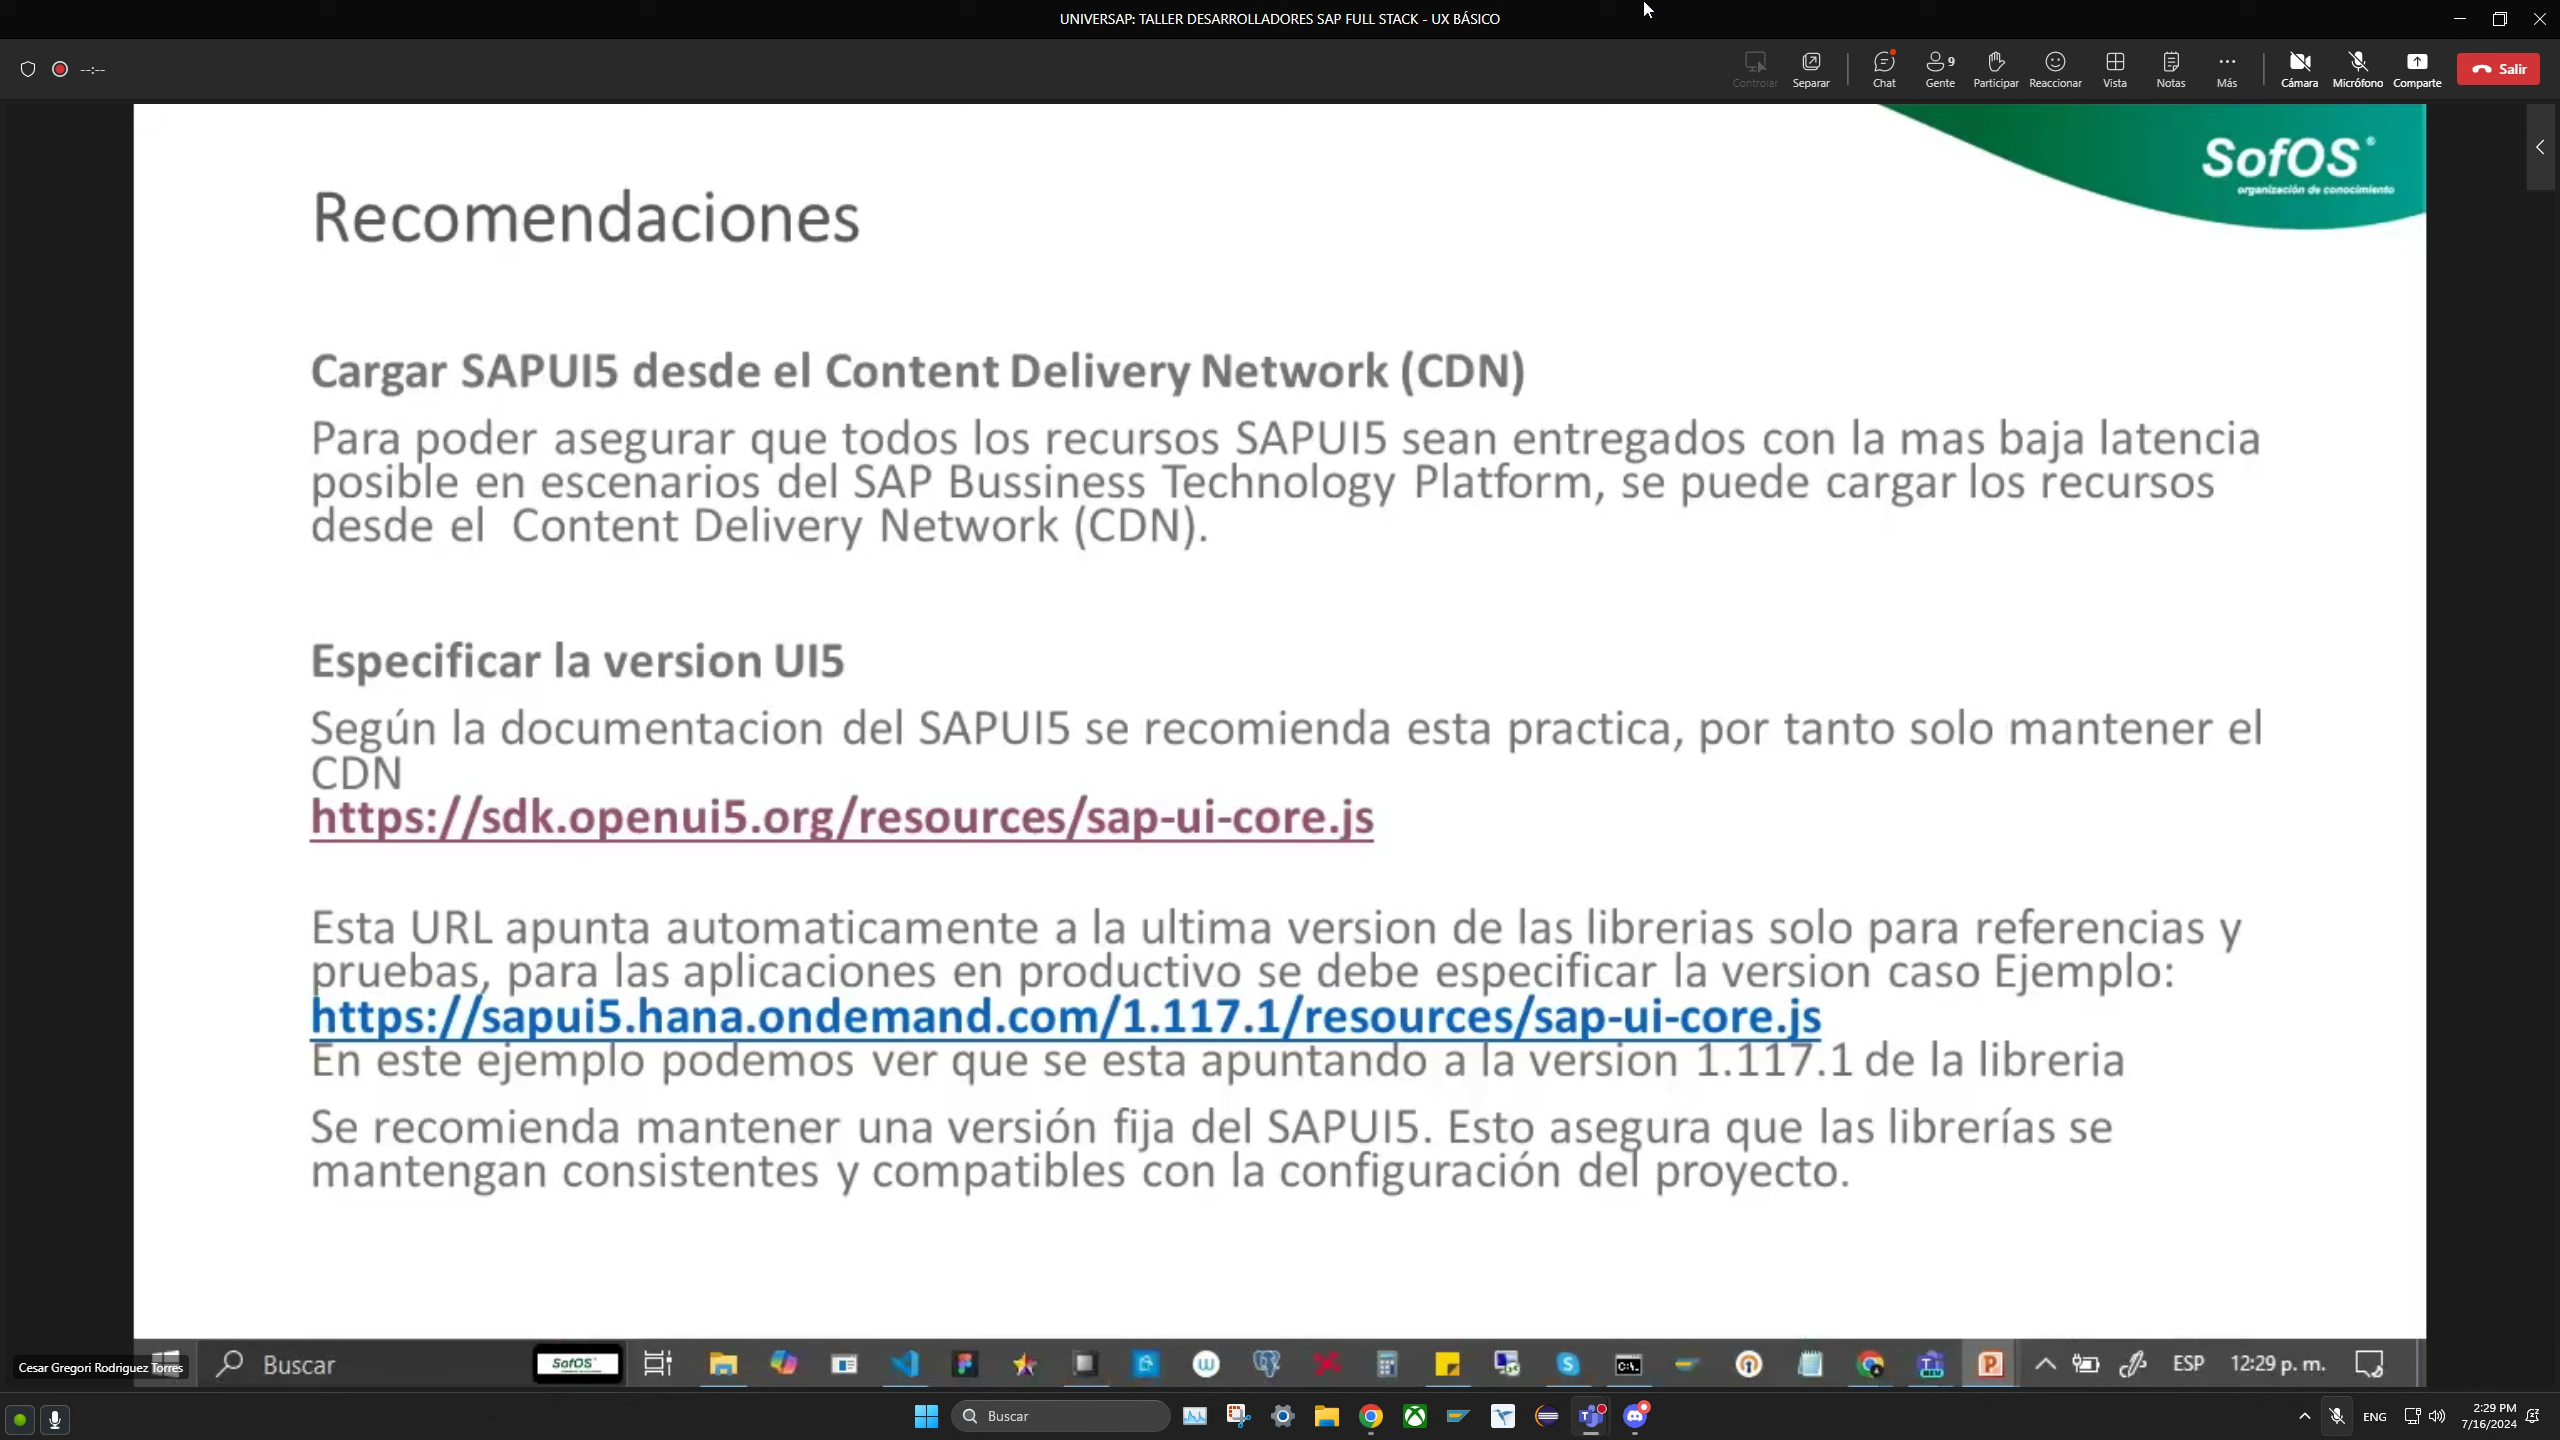 UNIVERSAP: TALLER DESARROLLADORES SAP FULL STACK - UX BÁSICO
--:--
Controlar
Separar
Chat
9
Gente
Participar
Reaccionar
Vista
Notas
Más
Cámara
Micrófono
Comparte
Salir
SofOS®
organización de conocimiento
Recomendaciones
Cargar SAPUI5 desde el Content Delivery Network (CDN)
Para poder asegurar que todos los recursos SAPUI5 sean entregados con la mas baja latencia
posible en escenarios del SAP Bussiness Technology Platform, se puede cargar los recursos
desde el Content Delivery Network (CDN).
Especificar la version UI5
Según la documentacion del SAPUI5 se recomienda esta practica, por tanto solo mantener el
CDN
https://sdk.openui5.org/resources/sap-ui-core.js
Esta URL apunta automaticamente a la ultima version de las librerias solo para referencias y
pruebas, para las aplicaciones en productivo se debe especificar la version caso Ejemplo:
https://sapui5.hana.ondemand.com/1.117.1/resources/sap-ui-core.js
En este ejemplo podemos ver que se esta apuntando a la version 1.117.1 de la libreria
Se recomienda mantener una versión fija del SAPUI5. Esto asegura que las librerías se
mantengan consistentes y compatibles con la configuración del proyecto.
Cesar Gregori Rodriguez Torres
Buscar
SofOS
ESP
12:29 p. m.
Buscar
ENG
2:29 PM
7/16/2024